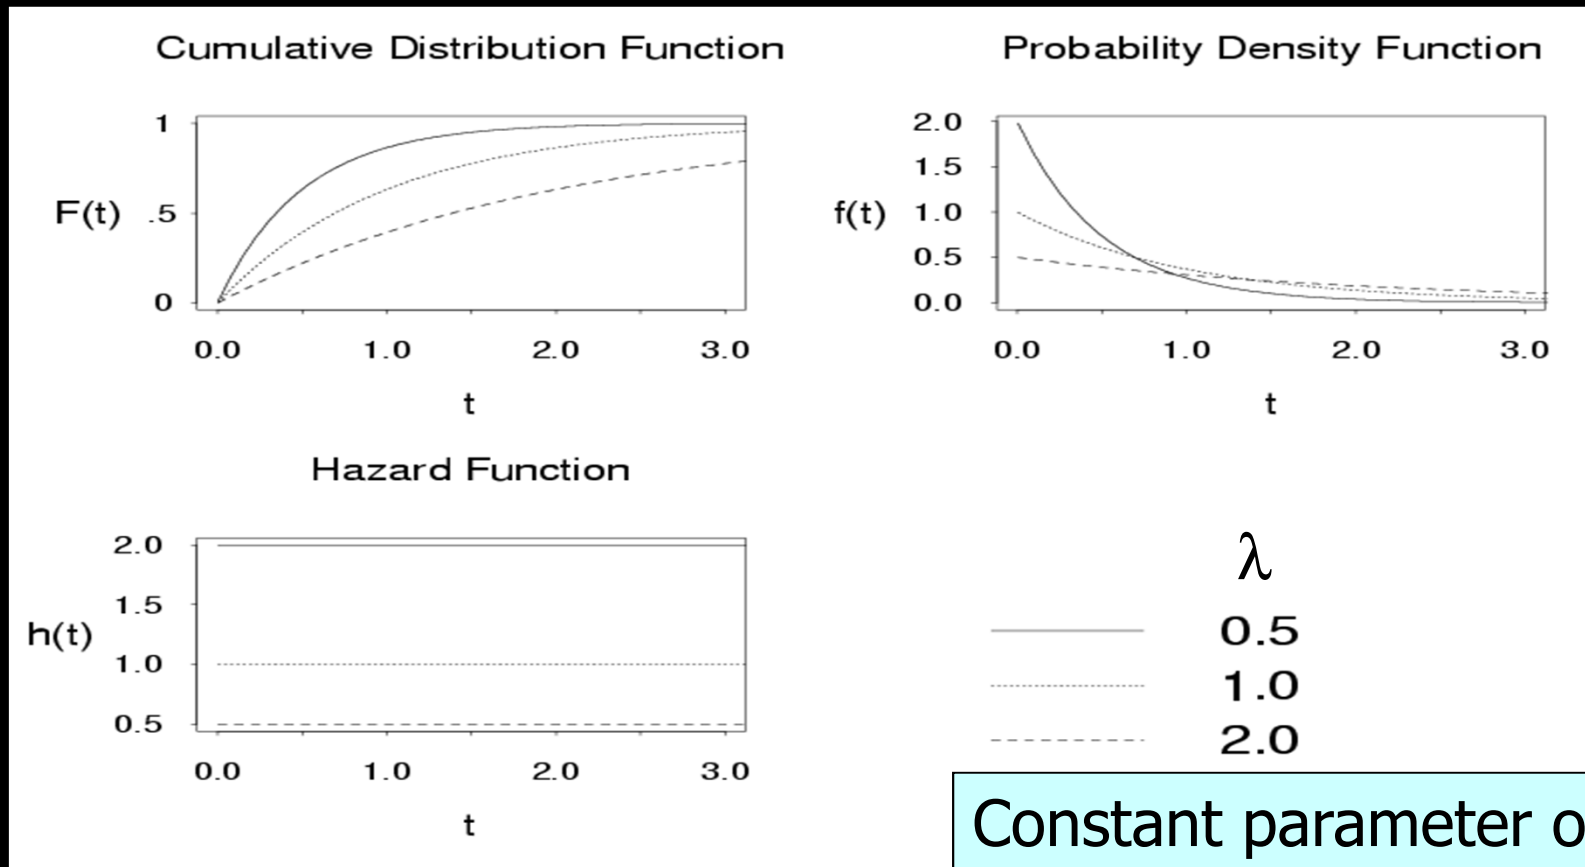 Cumulative Distribution Function
1
F(t)
.5
0
0.0 1.0 2.0 3.0
t
Probability Density Function
2.0
1.5
f(t)
1.0
0.5
0.0
0.0 1.0 2.0 3.0
t
Hazard Function
2.0
1.5
h(t)
1.0
0.5
0.0 1.0 2.0 3.0
t
λ
0.5
1.0
2.0
Constant parameter